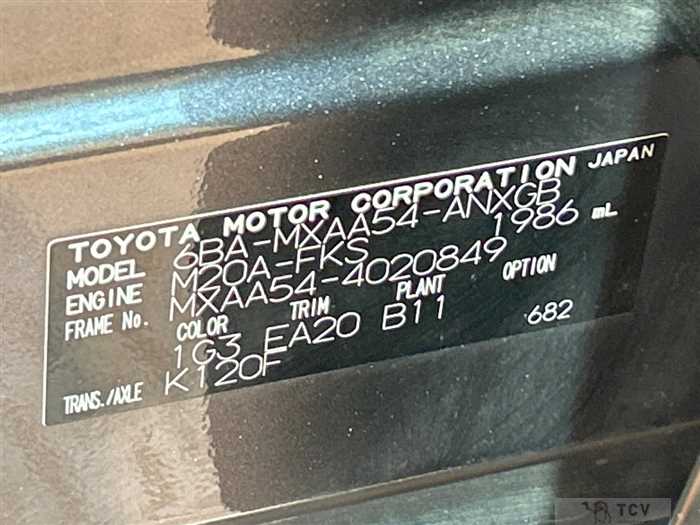 TOYOTA MOTOR CORPORATION JAPAN
MODEL 6BA-MXAA54-ANXGB
ENGINE M20A-FKS 1986 mL
FRAME No. MXAA54-4020849
COLOR TRIM PLANT OPTION
1G3 EA20 B11 682
TRANS./AXLE K120F
TCV